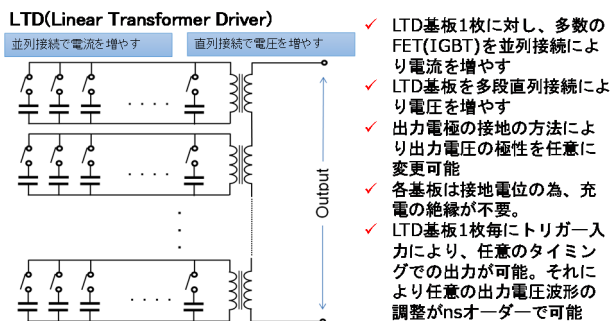 LTD(Linear Transformer Driver)
並列接続で電流を増やす
直列接続で電圧を増やす
Output
✓ LTD基板1枚に対し、多数の
FET(IGBT)を並列接続によ
り電流を増やす
✓ LTD基板を多段直列接続によ
り電圧を増やす
✓ 出力電極の接地の方法によ
り出力電圧の極性を任意に
変更可能
✓ 各基板は接地電位の為、充
電の絶縁が不要。
✓ LTD基板1枚毎にトリガー入
力により、任意のタイミン
グでの出力が可能。それに
より任意の出力電圧波形の
調整がnsオーダーで可能